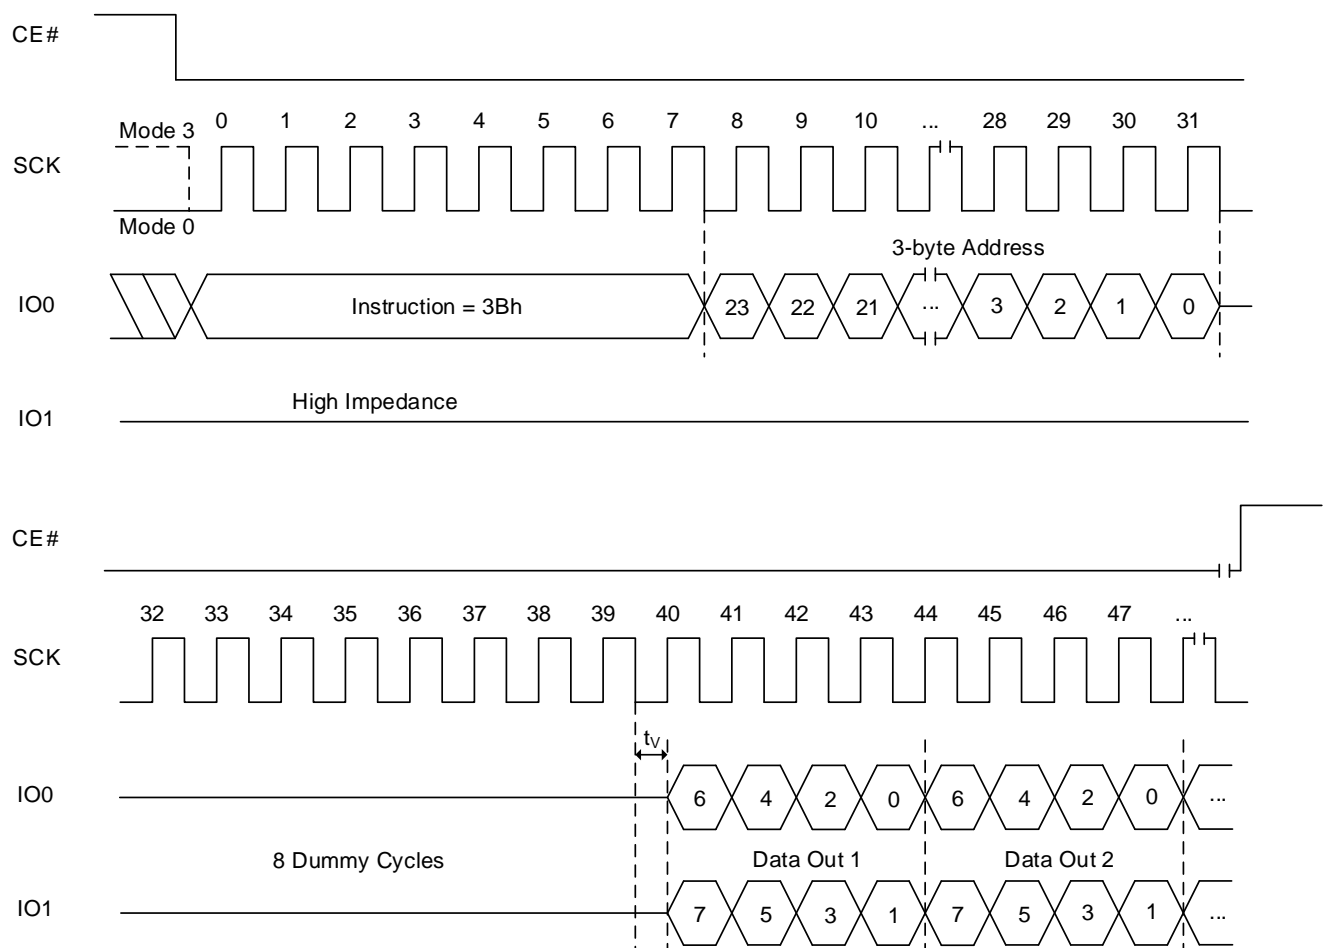 CE#
Mode 3 0 1 2 3 4 5 6 7 8 9 10 ... 28 29 30 31
SCK
Mode 0
3-byte Address
IO0 Instruction = 3Bh 23 22 21 ... 3 2 1 0
High Impedance
IO1
CE#
32 33 34 35 36 37 38 39 40 41 42 43 44 45 46 47 ...
SCK
tV
IO0 6 4 2 0 6 4 2 0 ...
8 Dummy Cycles Data Out 1 Data Out 2
IO1 7 5 3 1 7 5 3 1 ...